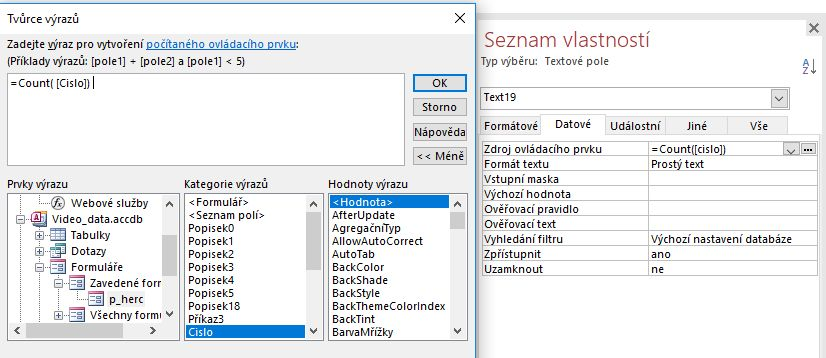 Tvůrce výrazů
Zadejte výraz pro vytvoření počítaného ovládacího prvku:
(Příklady výrazů: [pole1] + [pole2] a [pole1] < 5)
=Count( [Cislo])
OK
Storno
Nápověda
<< Méně
Prvky výrazu
Webové služby
Video_data.accdb
Tabulky
Dotazy
Formuláře
Zavedené form
p_herc
Všechny formu
Kategorie výrazů
<Formulář>
<Seznam polí>
Popisek0
Popisek1
Popisek2
Popisek3
Popisek4
Popisek5
Popisek18
Příkaz3
Cislo
Hodnoty výrazu
<Hodnota>
AfterUpdate
AgregačníTyp
AllowAutoCorrect
AutoTab
BackColor
BackShade
BackStyle
BackThemeColorIndex
BackTint
BarvaMřížky
Seznam vlastností
Typ výběru: Textové pole
Text19
Formátové Datové Událostní Jiné Vše
Zdroj ovládacího prvku =Count([cislo])
Formát textu Prostý text
Vstupní maska
Výchozí hodnota
Ověřovací pravidlo
Ověřovací text
Vyhledání filtru Výchozí nastavení databáze
Zpřístupnit ano
Uzamknout ne